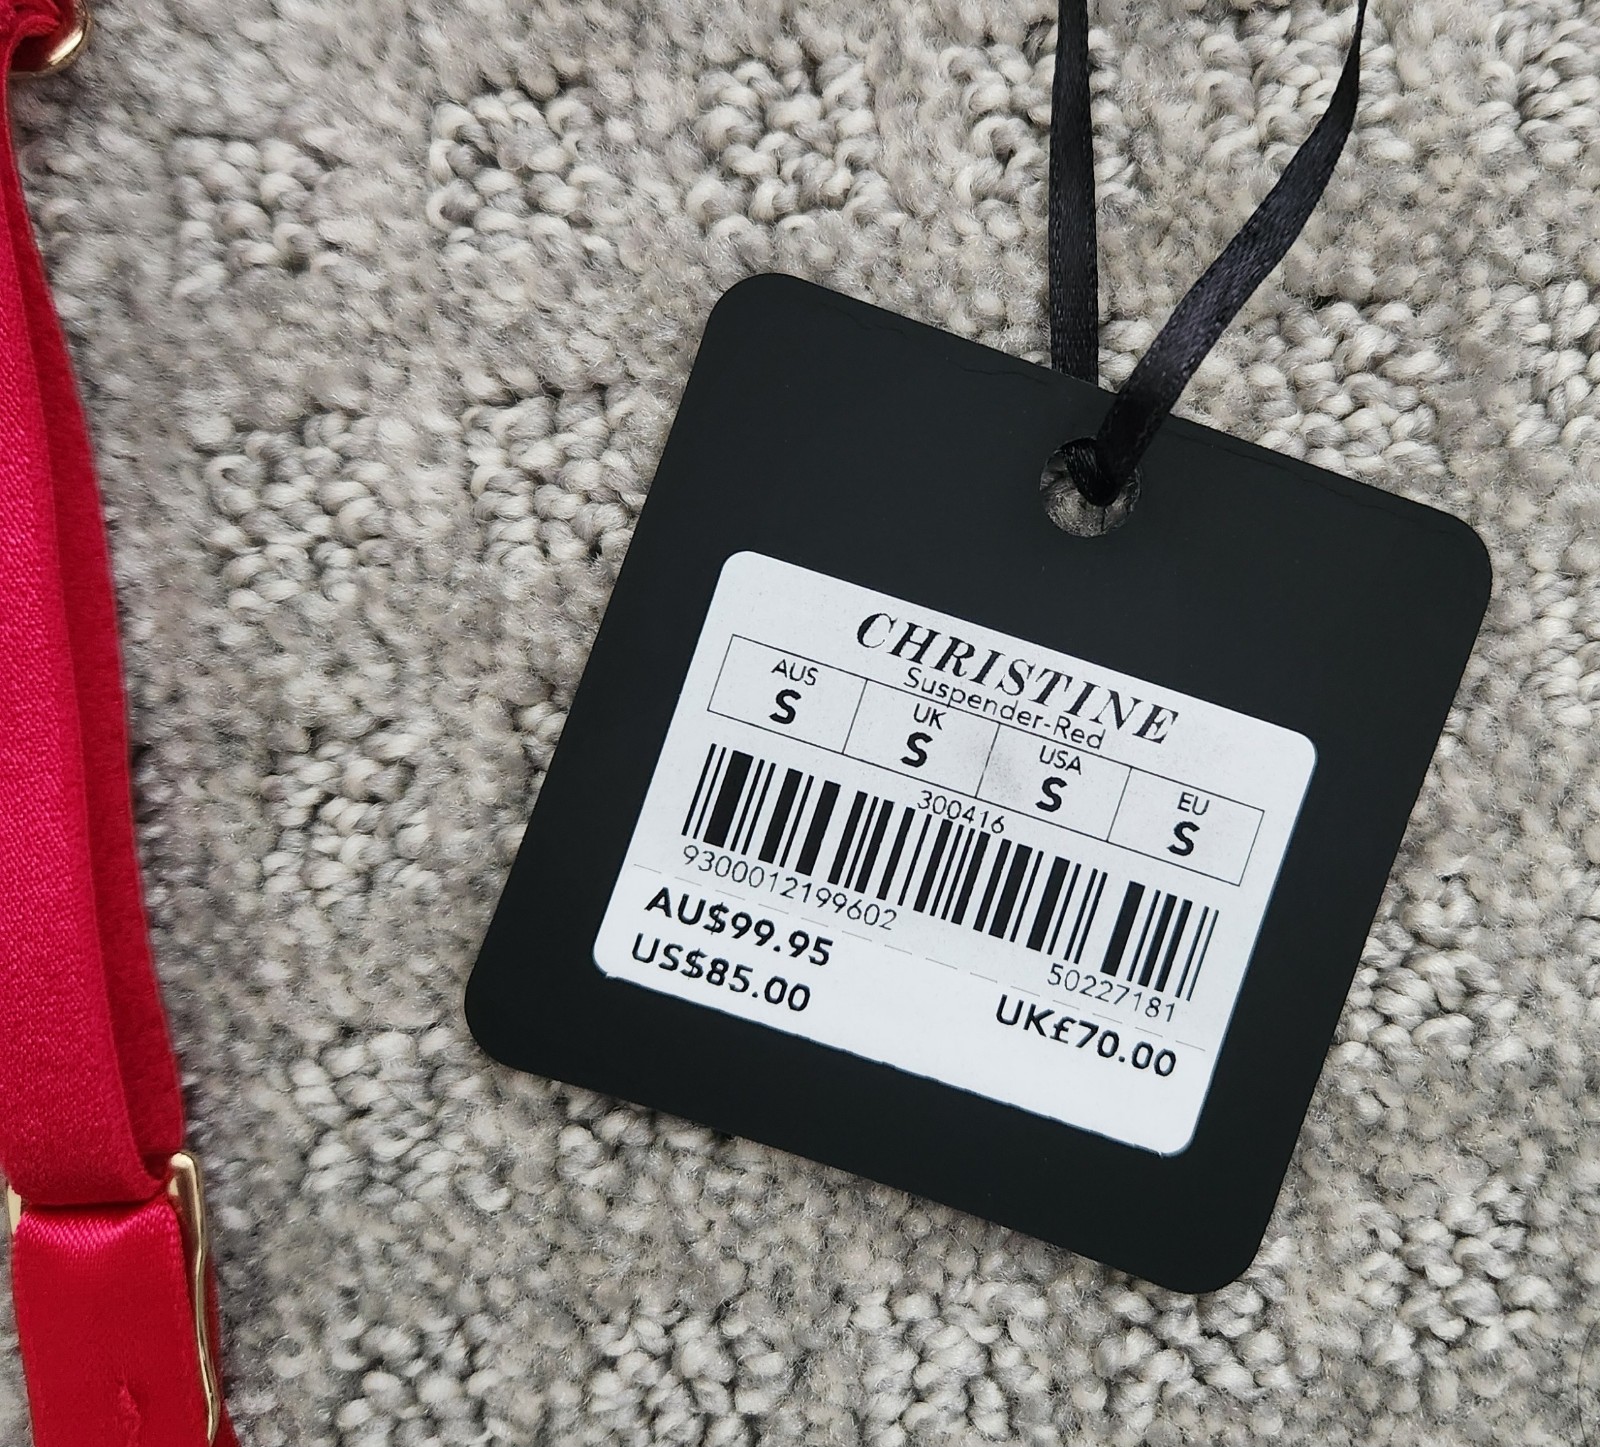 CHRISTINE
Suspender-Red
AUS UK USA EU
S S S S
300416
9300012199602
50227181
AU$99.95
US$85.00 UK£70.00